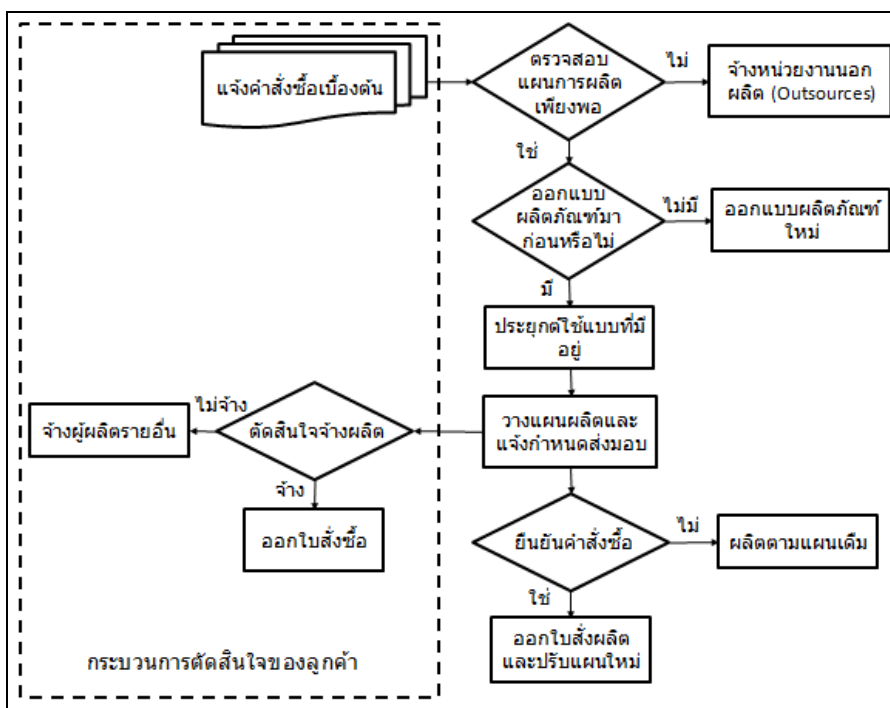 แจ้งคำสั่งซื้อเบื้องต้น
ตรวจสอบ
แผนการผลิต
เพียงพอ
ไม่
จ้างหน่วยงานนอก
ผลิต (Outsources)
ใช่
ออกแบบ
ผลิตภัณฑ์มา
ก่อนหรือไม่
ไม่มี
ออกแบบผลิตภัณฑ์
ใหม่
มี
ประยุกต์ใช้แบบที่มี
อยู่
วางแผนผลิตและ
แจ้งกำหนดส่งมอบ
ตัดสินใจจ้างผลิต
ไม่จ้าง
จ้างผู้ผลิตรายอื่น
จ้าง
ออกใบสั่งซื้อ
ยืนยันคำสั่งซื้อ
ไม่
ผลิตตามแผนเดิม
ใช่
ออกใบสั่งผลิต
และปรับแผนใหม่
กระบวนการตัดสินใจของลูกค้า